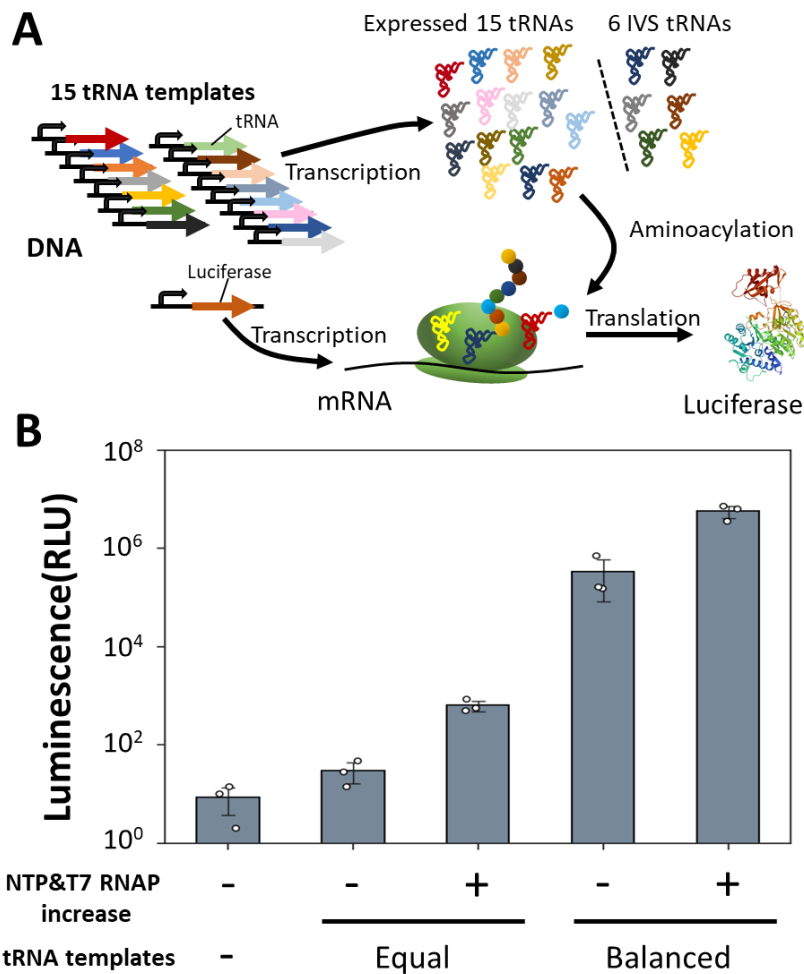 A
Expressed 15 tRNAs
6 IVS tRNAs
15 tRNA templates
tRNA
Transcription
DNA
Aminoacylation
Luciferase
Transcription
Translation
mRNA
Luciferase
B
Luminescence(RLU)
10^8
10^6
10^4
10^2
10^0
NTP&T7 RNAP increase
- - + - +
tRNA templates
- Equal Balanced